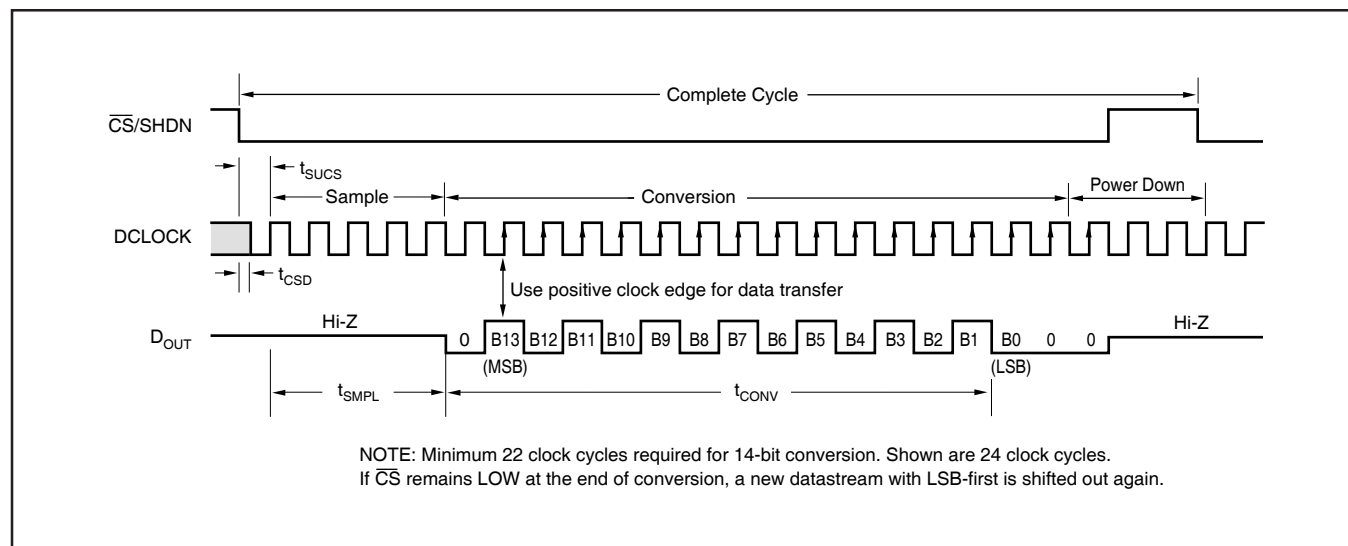 Complete Cycle
CS/SHDN
tSUCS
Sample
Conversion
Power Down
DCLOCK
tCSD
Use positive clock edge for data transfer
Hi-Z
Hi-Z
DOUT
0 B13 B12 B11 B10 B9 B8 B7 B6 B5 B4 B3 B2 B1 B0 0 0
(MSB) (LSB)
tSMPL
tCONV
NOTE: Minimum 22 clock cycles required for 14-bit conversion. Shown are 24 clock cycles.
If CS remains LOW at the end of conversion, a new datastream with LSB-first is shifted out again.